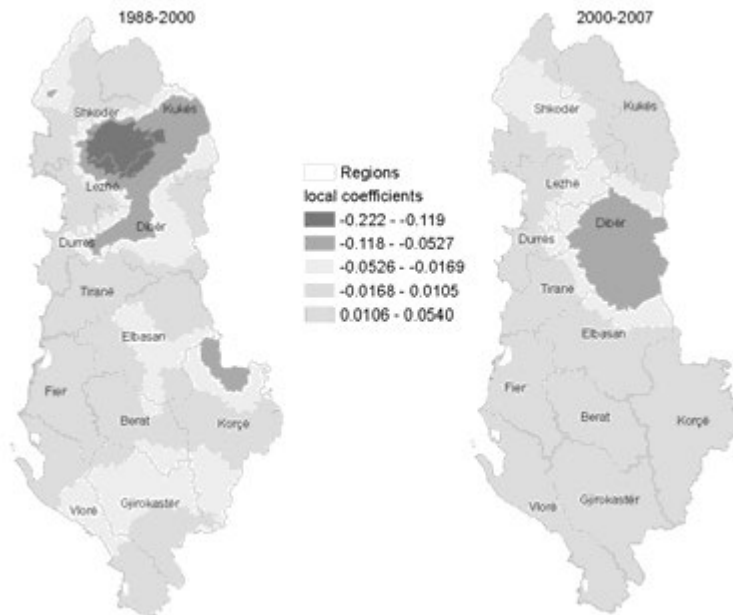 1988-2000
Shkodër
Kukës
Lezhë
Dibër
Durrës
Tiranë
Elbasan
Fier
Berat
Korçë
Gjirokastër
Vlorë
Regions
local coefficients
-0.222 - -0.119
-0.118 - -0.0527
-0.0526 - -0.0169
-0.0168 - 0.0105
0.0106 - 0.0540
2000-2007
Shkodër
Kukës
Lezhë
Dibër
Durrës
Tiranë
Elbasan
Fier
Berat
Korçë
Gjirokastër
Vlorë